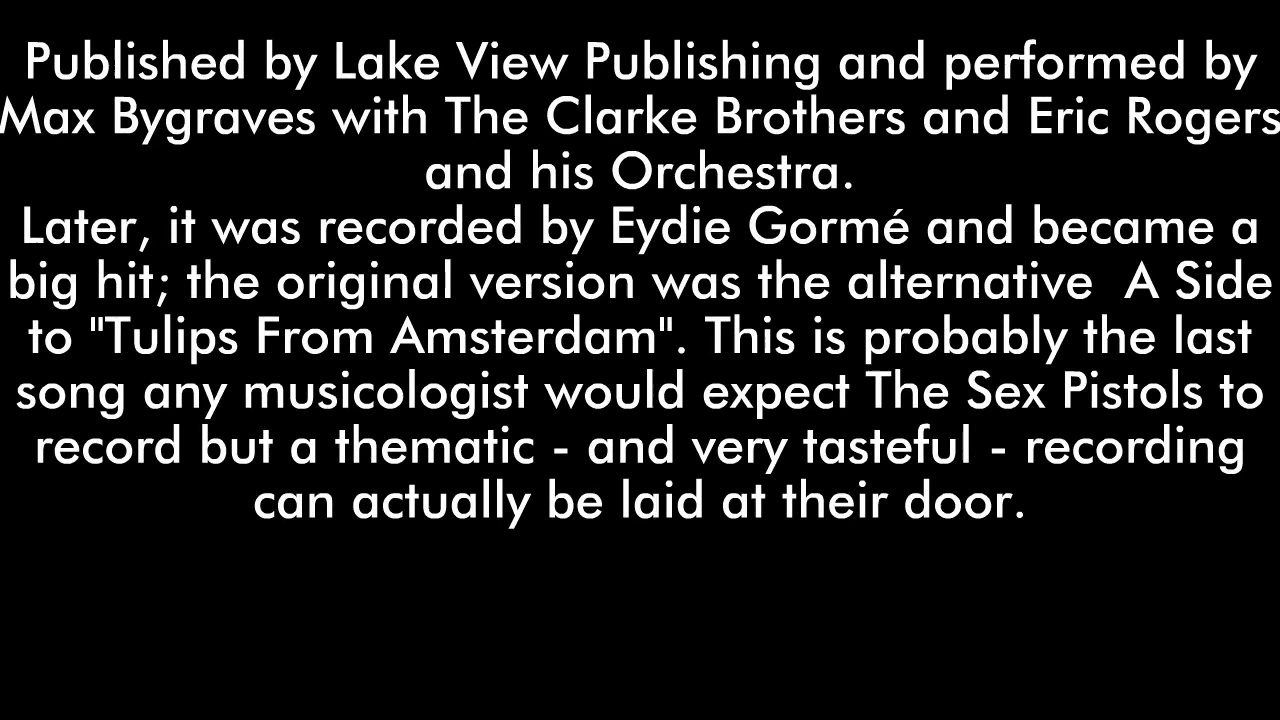 Published by Lake View Publishing and performed by
Max Bygraves with The Clarke Brothers and Eric Rogers
and his Orchestra.
Later, it was recorded by Eydie Gormé and became a
big hit; the original version was the alternative  A Side
to "Tulips From Amsterdam". This is probably the last
song any musicologist would expect The Sex Pistols to
record but a thematic - and very tasteful - recording
can actually be laid at their door.